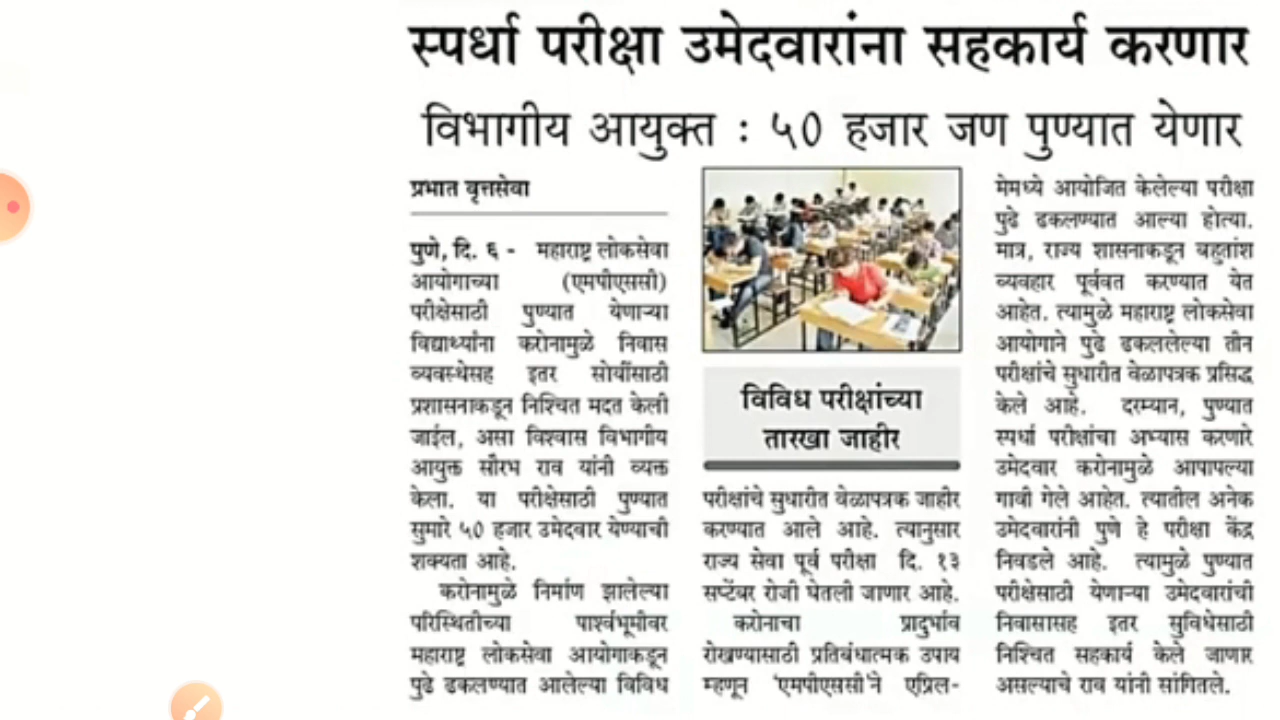 स्पर्धा परीक्षा उमेदवारांना सहकार्य करणार
विभागीय आयुक्त : ५० हजार जण पुण्यात येणार
प्रभात वृत्तसेवा
पुणे, दि. ६ - महाराष्ट्र लोकसेवा
आयोगाच्या (एमपीएससी)
परीक्षेसाठी पुण्यात येणाऱ्या
विद्यार्थ्यांना करोनामुळे निवास
व्यवस्थेसह इतर सोयींसाठी
प्रशासनाकडून निश्चित मदत केली
जाईल, असा विश्वास विभागीय
आयुक्त सौरभ राव यांनी व्यक्त
केला. या परीक्षेसाठी पुण्यात
सुमारे ५० हजार उमेदवार येण्याची
शक्यता आहे.
करोनामुळे निर्माण झालेल्या
परिस्थितीच्या पार्श्वभूमीवर
महाराष्ट्र लोकसेवा आयोगाकडून
पुढे ढकलण्यात आलेल्या विविध
विविध परीक्षांच्या
तारखा जाहीर
परीक्षांचे सुधारीत वेळापत्रक जाहीर
करण्यात आले आहे. त्यानुसार
राज्य सेवा पूर्व परीक्षा दि. १३
सप्टेंबर रोजी घेतली जाणार आहे.
करोनाचा प्रादुर्भाव
रोखण्यासाठी प्रतिबंधात्मक उपाय
म्हणून 'एमपीएससी'ने एप्रिल-
मेमध्ये आयोजित केलेल्या परीक्षा
पुढे ढकलण्यात आल्या होत्या.
मात्र, राज्य शासनाकडून बहुतांश
व्यवहार पूर्ववत करण्यात येत
आहेत. त्यामुळे महाराष्ट्र लोकसेवा
आयोगाने पुढे ढकललेल्या तीन
परीक्षांचे सुधारीत वेळापत्रक प्रसिद्ध
केले आहे. दरम्यान, पुण्यात
स्पर्धा परीक्षांचा अभ्यास करणारे
उमेदवार करोनामुळे आपापल्या
गावी गेले आहेत. त्यातील अनेक
उमेदवारांनी पुणे हे परीक्षा केंद्र
निवडले आहे. त्यामुळे पुण्यात
परीक्षेसाठी येणाऱ्या उमेदवारांची
निवासासह इतर सुविधेसाठी
निश्चित सहकार्य केले जाणार
असल्याचे राव यांनी सांगितले.